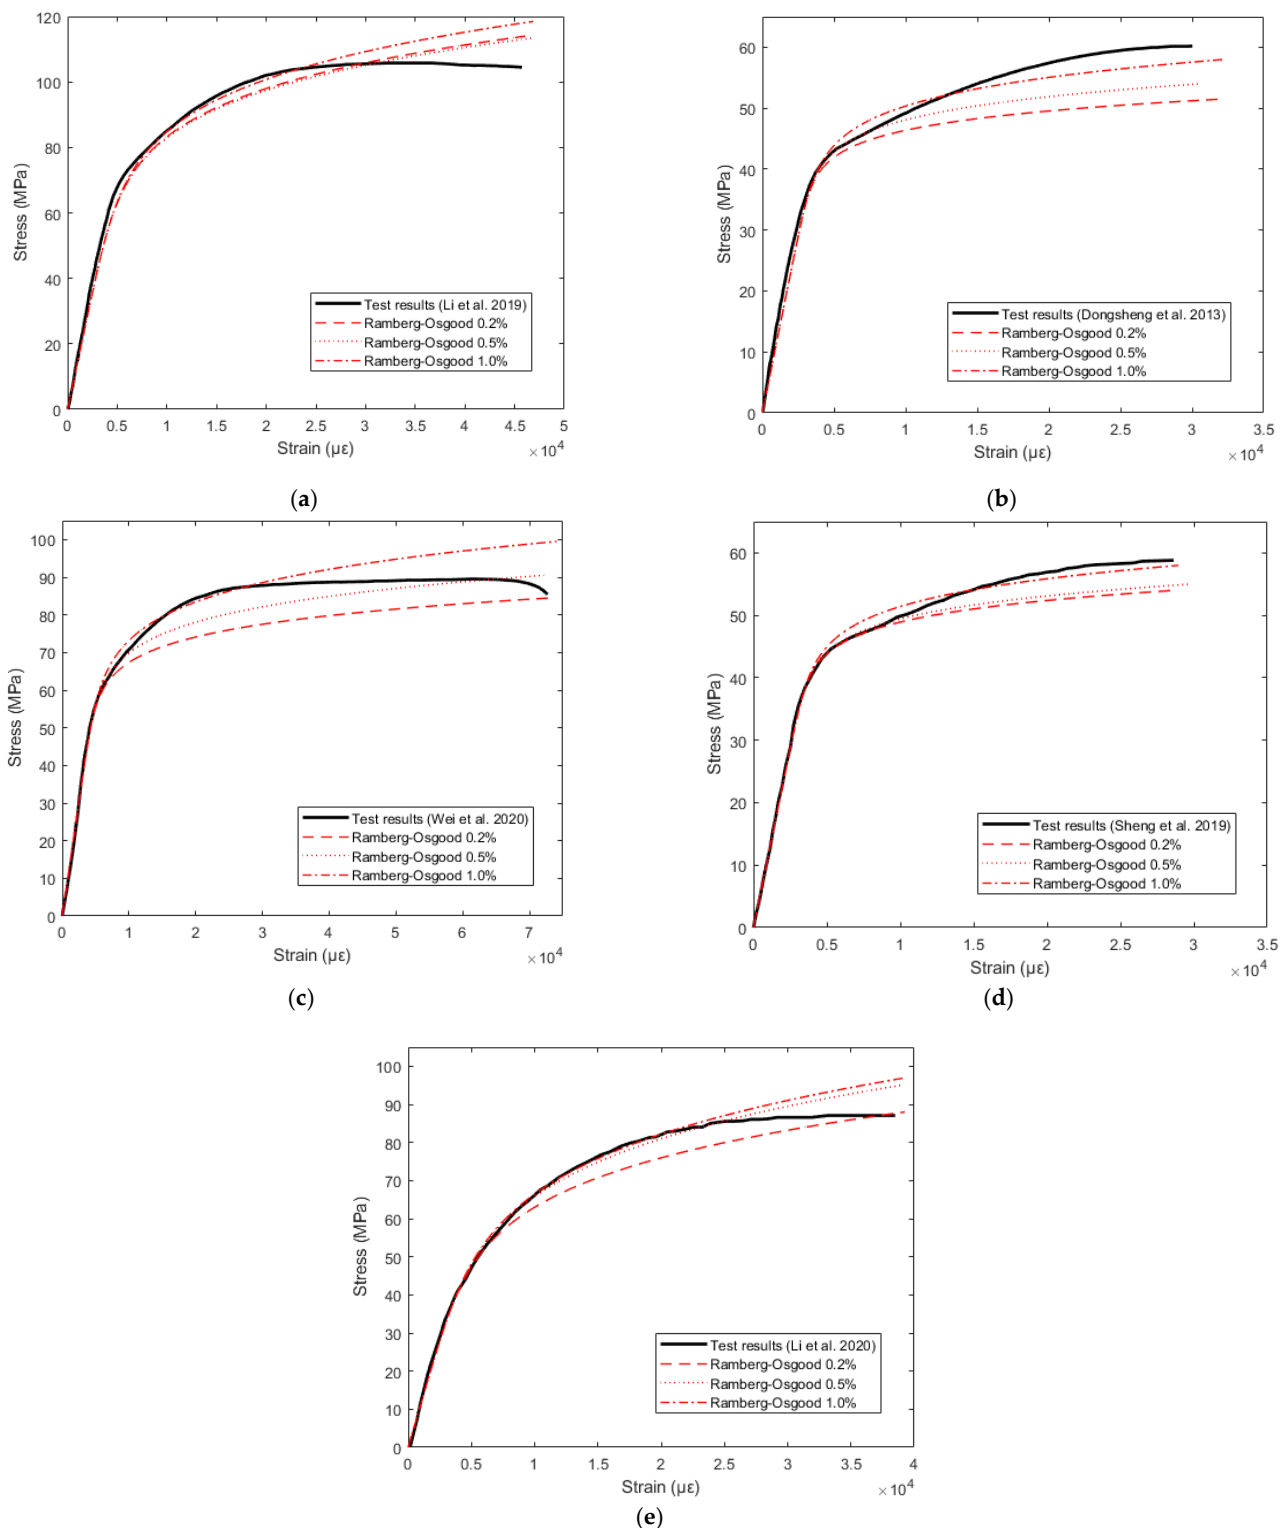 120
100
80
60
40
20
0
Stress (MPa)
Test results (Li et al. 2019)
Ramberg-Osgood 0.2%
Ramberg-Osgood 0.5%
Ramberg-Osgood 1.0%
0 0.5 1 1.5 2 2.5 3 3.5 4 4.5 5
Strain (με)
×10⁴
(a)
60
50
40
30
20
10
0
Stress (MPa)
Test results (Dongsheng et al. 2013)
Ramberg-Osgood 0.2%
Ramberg-Osgood 0.5%
Ramberg-Osgood 1.0%
0 0.5 1 1.5 2 2.5 3 3.5
Strain (με)
×10⁴
(b)
100
90
80
70
60
50
40
30
20
10
0
Stress (MPa)
Test results (Wei et al. 2020)
Ramberg-Osgood 0.2%
Ramberg-Osgood 0.5%
Ramberg-Osgood 1.0%
0 1 2 3 4 5 6 7
Strain (με)
×10⁴
(c)
60
50
40
30
20
10
0
Stress (MPa)
Test results (Sheng et al. 2019)
Ramberg-Osgood 0.2%
Ramberg-Osgood 0.5%
Ramberg-Osgood 1.0%
0 0.5 1 1.5 2 2.5 3 3.5
Strain (με)
×10⁴
(d)
100
90
80
70
60
50
40
30
20
10
0
Stress (MPa)
Test results (Li et al. 2020)
Ramberg-Osgood 0.2%
Ramberg-Osgood 0.5%
Ramberg-Osgood 1.0%
0 0.5 1 1.5 2 2.5 3 3.5 4
Strain (με)
×10⁴
(e)